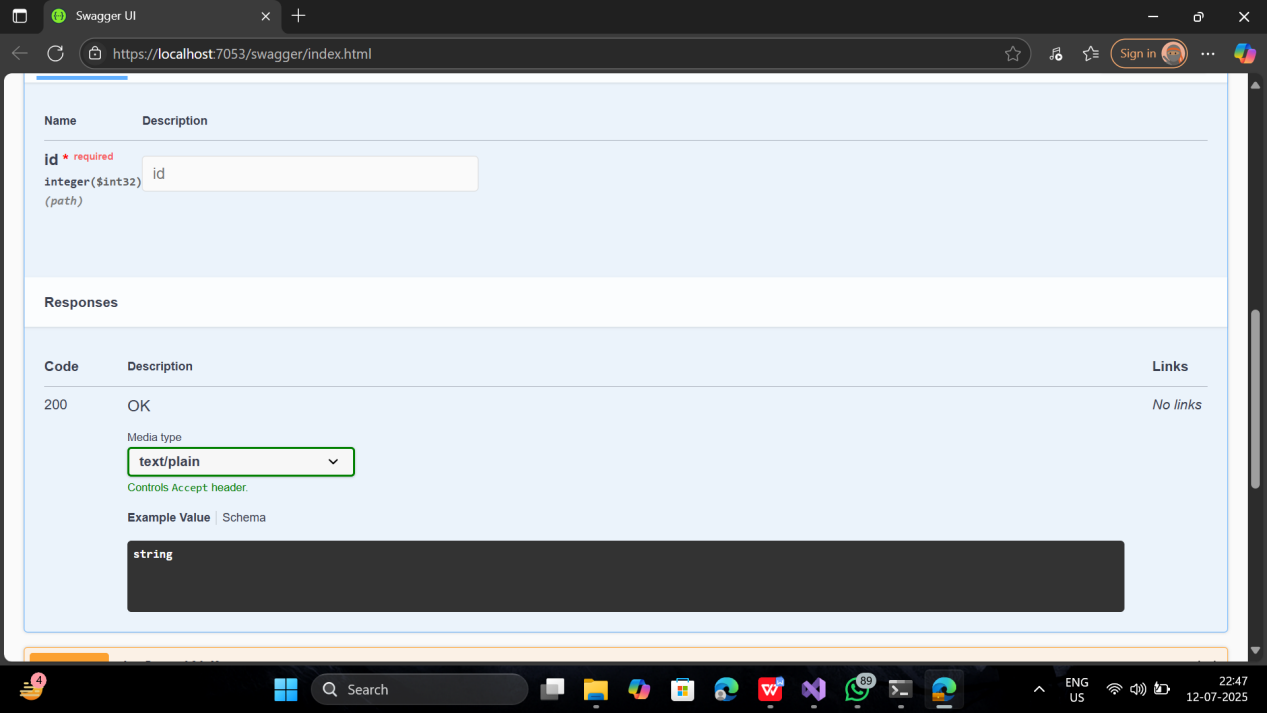 Swagger UI
https://localhost:7053/swagger/index.html
Sign in
Name Description
id * required
integer($int32)
(path)
id
Responses
Code Description Links
200 OK No links
Media type
text/plain
Controls Accept header.
Example Value Schema
string
4
Search
89
ENG
US
22:47
12-07-2025